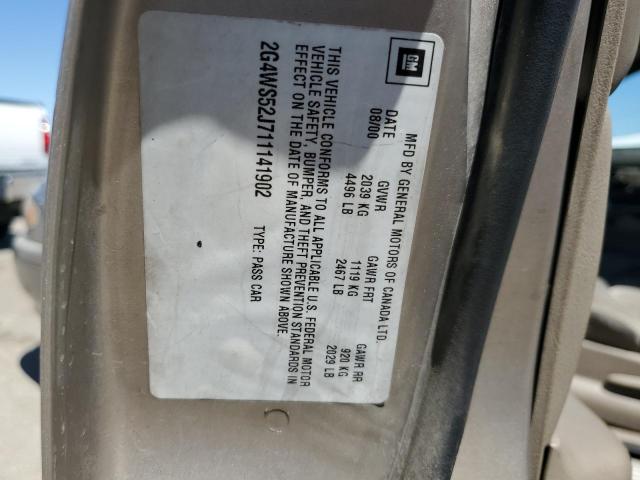 GM
MFD BY GENERAL MOTORS OF CANADA LTD.
DATE GVWR GAWR FRT GAWR RR
08/00 2039 KG 1119 KG 920 KG
4496 LB 2467 LB 2029 LB
THIS VEHICLE CONFORMS TO ALL APPLICABLE U.S. FEDERAL MOTOR
VEHICLE SAFETY, BUMPER, AND THEFT PREVENTION STANDARDS IN
EFFECT ON THE DATE OF MANUFACTURE SHOWN ABOVE.
2G4WS52J711141902 TYPE: PASS CAR